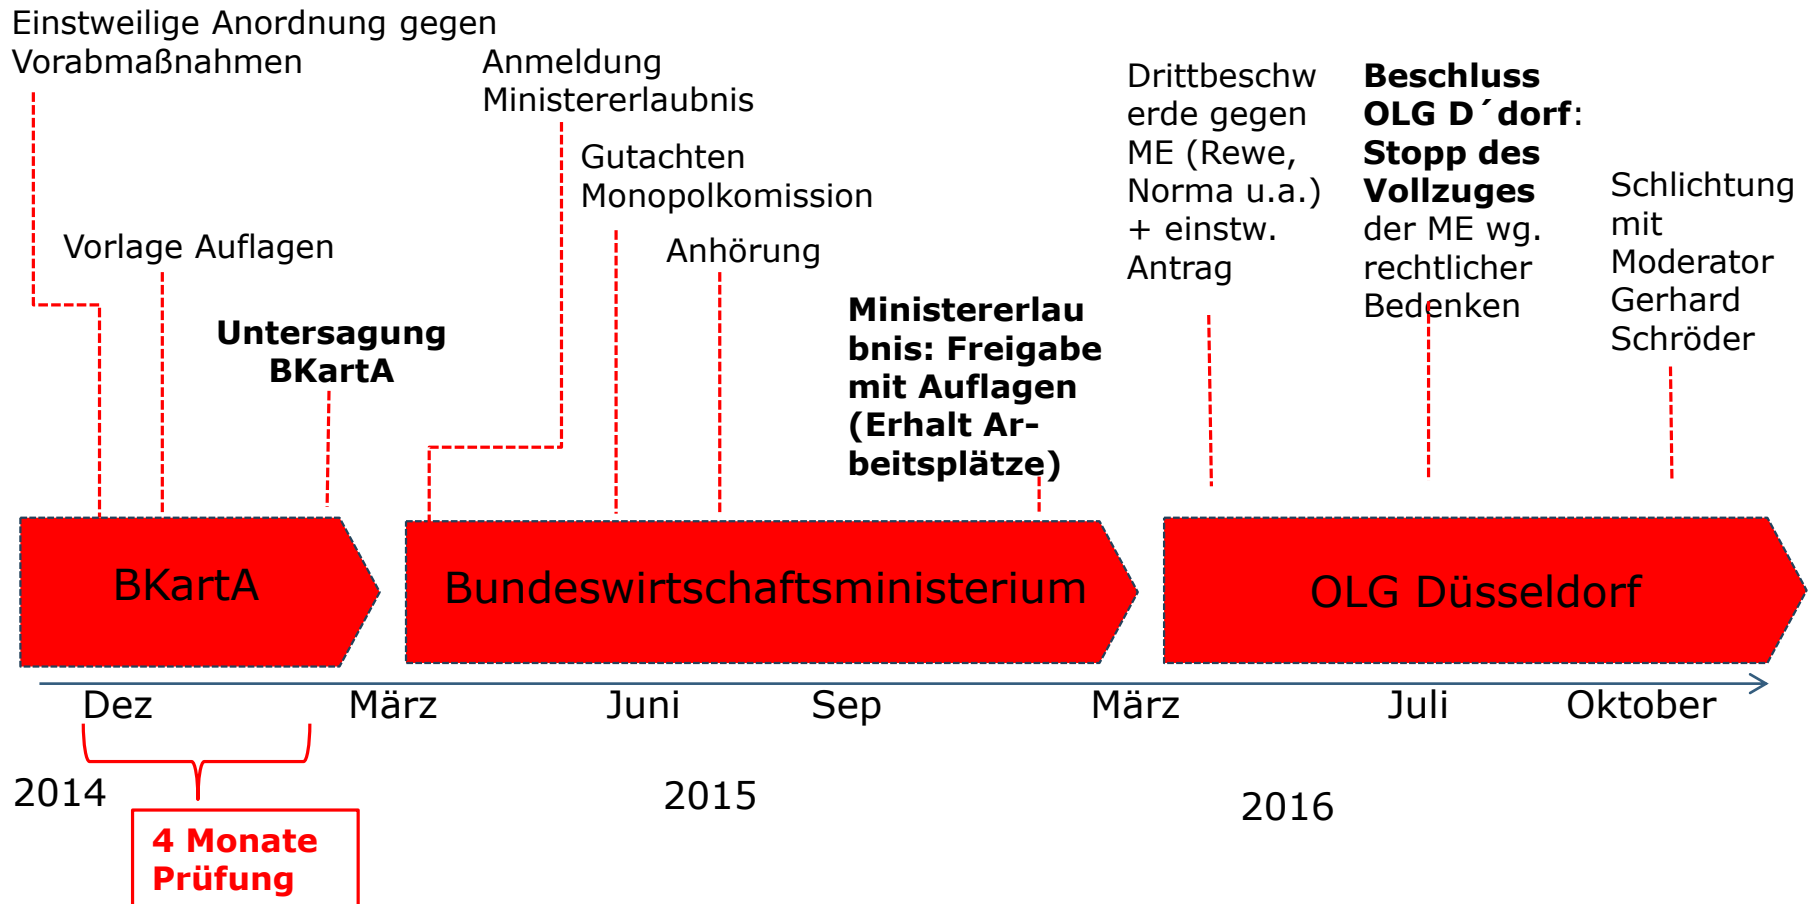 Einstweilige Anordnung gegen
Vorabmaßnahmen
Vorlage Auflagen
Untersagung
BKartA
Anmeldung
Ministererlaubnis
Gutachten
Monopolkomission
Anhörung
Ministererlau
bnis: Freigabe
mit Auflagen
(Erhalt Ar-
beitsplätze)
Drittbeschw
erde gegen
ME (Rewe,
Norma u.a.)
+ einstw.
Antrag
Beschluss
OLG D´dorf:
Stopp des
Vollzuges
der ME wg.
rechtlicher
Bedenken
Schlichtung
mit
Moderator
Gerhard
Schröder
BKartA
Bundeswirtschaftsministerium
OLG Düsseldorf
Dez März Juni Sep März Juli Oktober
2014 2015 2016
4 Monate
Prüfung